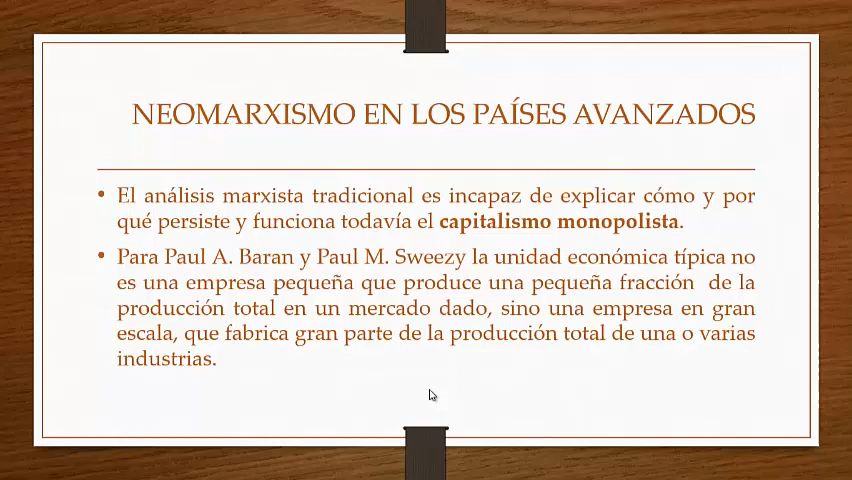 NEOMARXISMO EN LOS PAÍSES AVANZADOS
• El análisis marxista tradicional es incapaz de explicar cómo y por
qué persiste y funciona todavía el capitalismo monopolista.
• Para Paul A. Baran y Paul M. Sweezy la unidad económica típica no
es una empresa pequeña que produce una pequeña fracción de la
producción total en un mercado dado, sino una empresa en gran
escala, que fabrica gran parte de la producción total de una o varias
industrias.